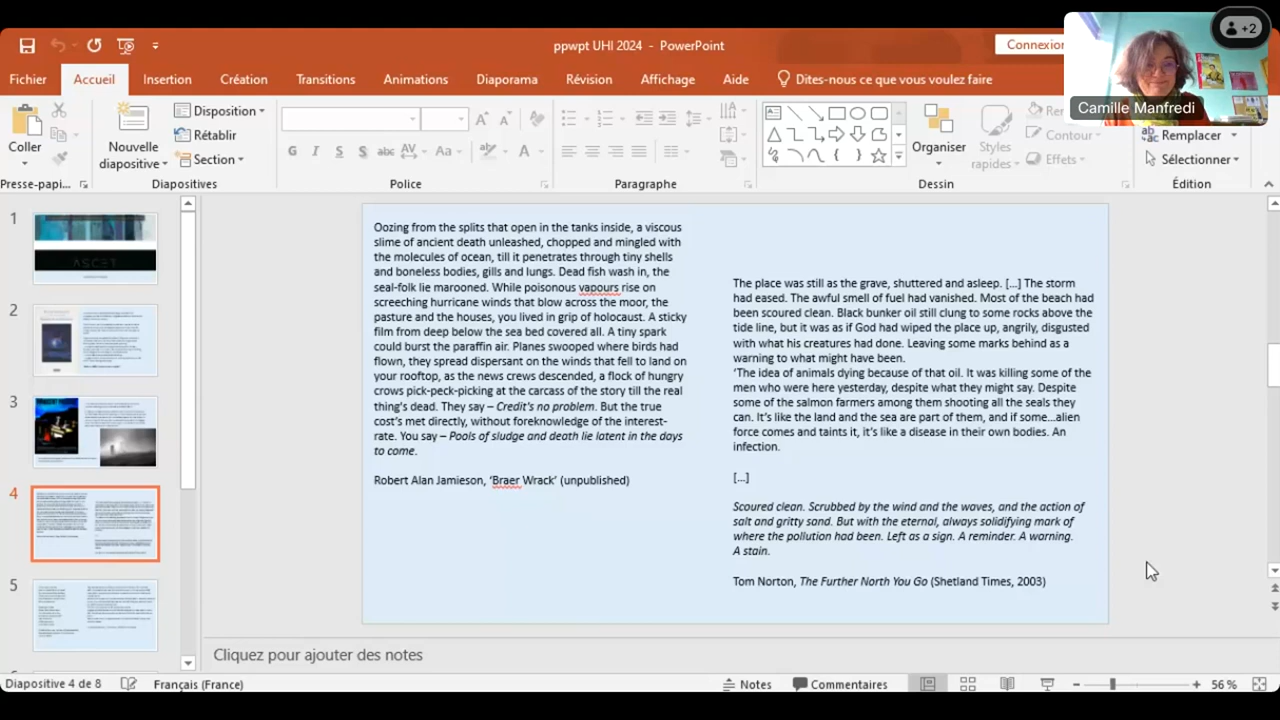 ppwpt UHI 2024 - PowerPoint
Connexion
+2
Camille Manfredi
Fichier
Accueil
Insertion
Création
Transitions
Animations
Diaporama
Révision
Affichage
Aide
Dites-nous ce que vous voulez faire
Coller
Nouvelle
diapositive
Disposition
Rétablir
Section
G I S S abc AV Aa
A
Organiser
Styles
rapides
Contour
Effets
Remplacer
Sélectionner
Presse-papi...
Diapositives
Police
Paragraphe
Dessin
Édition
1
2
3
4
5
Oozing from the splits that open in the tanks inside, a viscous
slime of ancient death unleashed, chopped and mingled with
the molecules of ocean, till it penetrates through tiny shells
and boneless bodies, gills and lungs. Dead fish wash in, the
seal-folk lie marooned. While poisonous vapours rise on
screeching hurricane winds that blow across the moor, the
pasture and the houses, you lived in grip of holocaust. A sticky
film from deep below the sea bed covered all. A tiny spark
could burst the paraffin air. Planes swooped where birds had
flown, they spread dispersant on the winds that fell to land on
your rooftop, as the news crews descended, a flock of hungry
crows pick-peck-picking at the carcass of the story till the real
thing's dead. They say – Credit's no problem. But the true
cost's met directly, without foreknowledge of the interest-
rate. You say – Pools of sludge and death lie latent in the days
to come.
Robert Alan Jamieson, 'Braer Wrack' (unpublished)
The place was still as the grave, shuttered and asleep. [...] The storm
had eased. The awful smell of fuel had vanished. Most of the beach had
been scoured clean. Black bunker oil still clung to some rocks above the
tide line, but it was as if God had wiped the place up, angrily, disgusted
with what his creatures had done. Leaving some marks behind as a
warning to what might have been.
'The idea of animals dying because of that oil. It was killing some of the
men who were here yesterday, despite what they might say. Despite
some of the salmon farmers among them shooting all the seals they
can. It's like the land and the sea are part of them, and if some...alien
force comes and taints it, it's like a disease in their own bodies. An
infection.
[...]
Scoured clean. Scrubbed by the wind and the waves, and the action of
salt and gritty sand. But with the eternal, always solidifying mark of
where the pollution had been. Left as a sign. A reminder. A warning.
A stain.
Tom Norton, The Further North You Go (Shetland Times, 2003)
Cliquez pour ajouter des notes
Diapositive 4 de 8
Français (France)
Notes
Commentaires
56 %